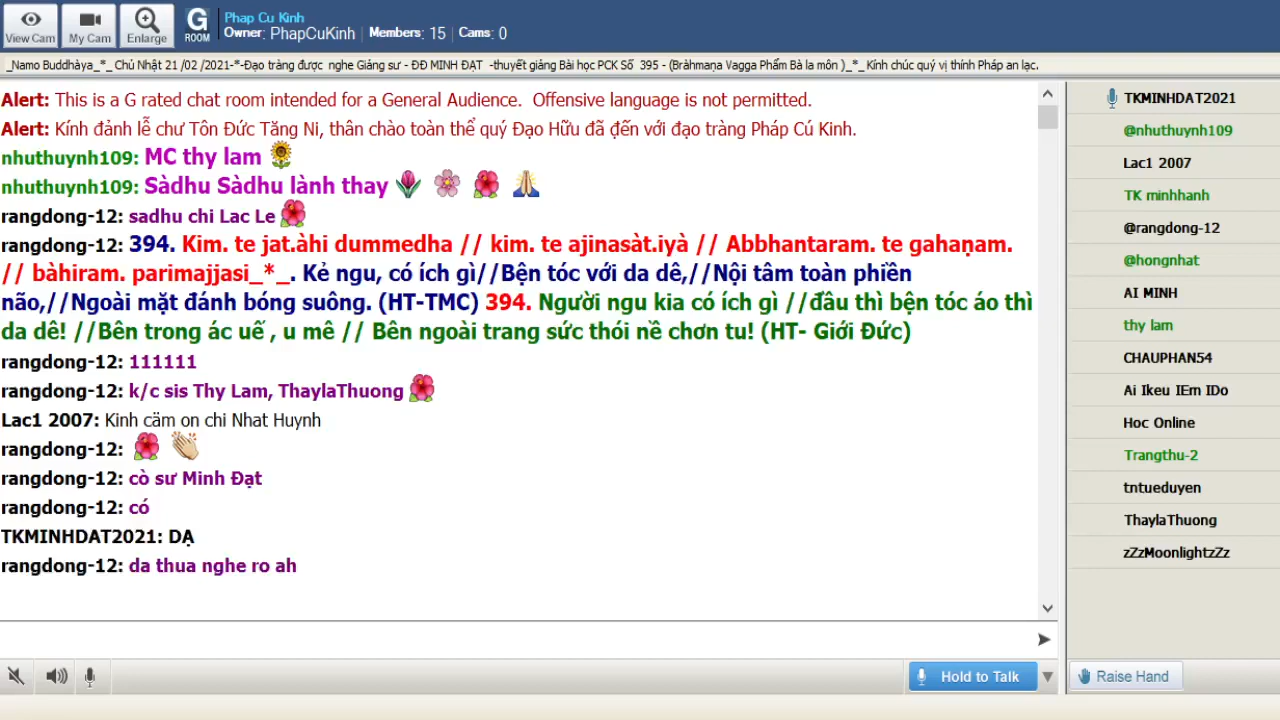 View Cam
My Cam
Enlarge
G
ROOM
Phap Cu Kinh
Owner: PhapCuKinh | Members: 15 | Cams: 0
_Namo Buddhàya_*_ Chủ Nhật 21 /02 /2021-*-Đạo tràng được nghe Giảng sư - ĐĐ MINH ĐẠT -thuyết giảng Bài học PCK Số 395 - (Bràhmaṇa Vagga Phẩm Bà la môn )_*_ Kính chúc quý vị thính Pháp an lạc.
Alert: This is a G rated chat room intended for a General Audience. Offensive language is not permitted.
Alert: Kính đảnh lễ chư Tôn Đức Tăng Ni, thân chào toàn thể quý Đạo Hữu đã đến với đạo tràng Pháp Cú Kinh.
nhuthuynh109: MC thy lam
nhuthuynh109: Sàdhu Sàdhu lành thay
rangdong-12: sadhu chi Lac Le
rangdong-12: 394. Kim. te jat.àhi dummedha // kim. te ajinasàt.iyà // Abbhantaram. te gahaṇam.
// bàhiram. parimajjasi_*_. Kẻ ngu, có ích gì//Bện tóc với da dê,//Nội tâm toàn phiền
não,//Ngoài mặt đánh bóng suông. (HT-TMC) 394. Người ngu kia có ích gì //đầu thì bện tóc áo thì
da dê! //Bên trong ác uế , u mê // Bên ngoài trang sức thói nề chơn tu! (HT- Giới Đức)
rangdong-12: 111111
rangdong-12: k/c sis Thy Lam, ThaylaThuong
Lac1 2007: Kinh cäm on chi Nhat Huynh
rangdong-12:
rangdong-12: cò sư Minh Đạt
rangdong-12: có
TKMINHDAT2021: DẠ
rangdong-12: da thua nghe ro ah
Hold to Talk
TKMINHDAT2021
@nhuthuynh109
Lac1 2007
TK minhhanh
@rangdong-12
@hongnhat
AI MINH
thy lam
CHAUPHAN54
Ai Ikeu IEm IDo
Hoc Online
Trangthu-2
tntueduyen
ThaylaThuong
zZzMoonlightzZz
Raise Hand